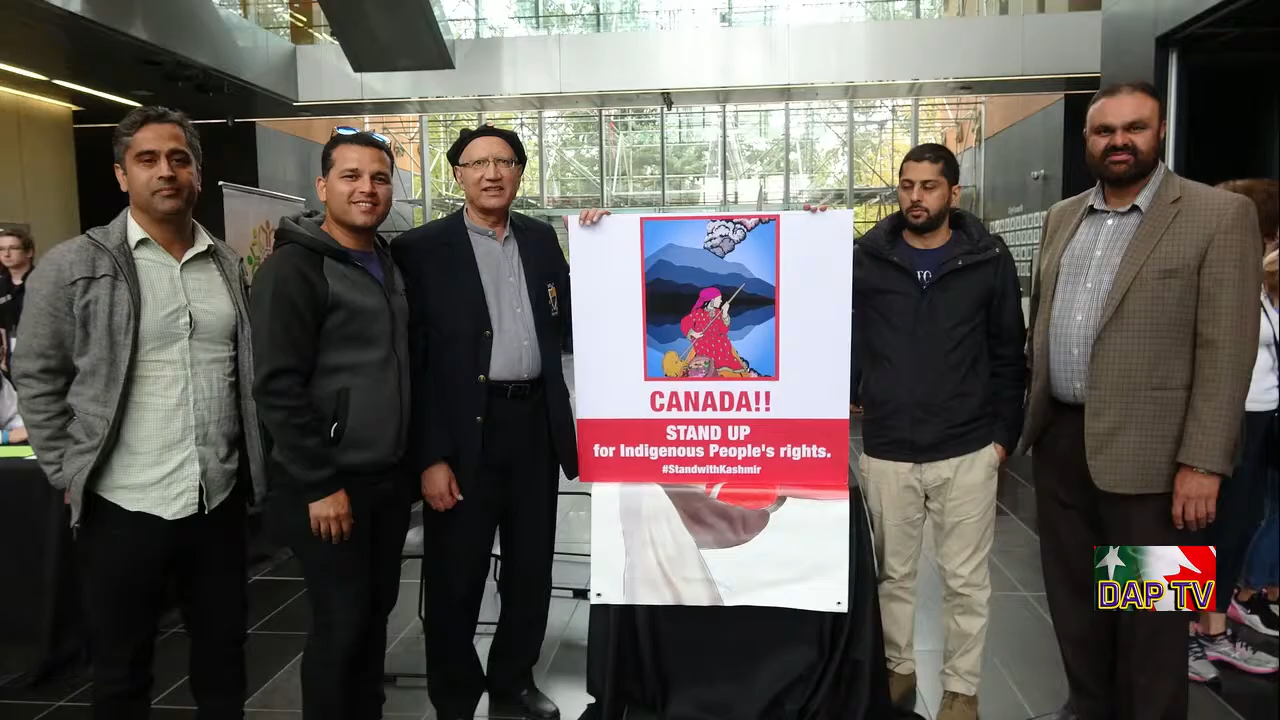 CANADA!!
STAND UP
for Indigenous People's rights.
#StandwithKashmir
DAP TV